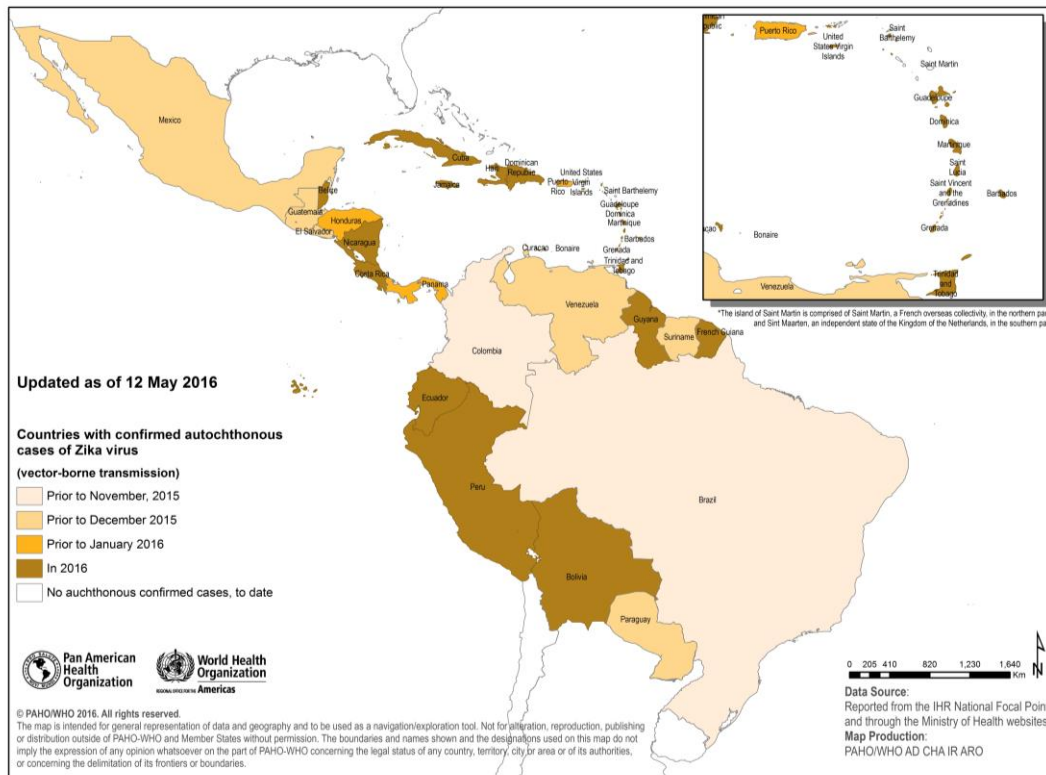 Mexico
Cuba
Haiti
Dominican
Republic
Jamaica
Puerto
Rico
United States
Virgin
Islands
Saint Barthelemy
Guadeloupe
Dominica
Martinique
Barbados
Grenada
Trinidad and
Tobago
Curaçao
Bonaire
Belize
Guatemala
Honduras
El Salvador
Nicaragua
Costa Rica
Panama
Venezuela
Guyana
Suriname
French Guiana
Colombia
Ecuador
Peru
Brazil
Bolivia
Paraguay
public
Puerto Rico
United
States Virgin
Islands
Saint
Barthelemy
Saint Martin
Guadeloupe
Dominica
Martinique
Saint
Lucia
Saint Vincent
and the
Grenadines
Barbados
Grenada
Bonaire
Venezuela
Trinidad
and
Tobago
*The island of Saint Martin is comprised of Saint Martin, a French overseas collectivity, in the northern par
and Sint Maarten, an independent state of the Kingdom of the Netherlands, in the southern pa
Updated as of 12 May 2016
Countries with confirmed autochthonous
cases of Zika virus
(vector-borne transmission)
Prior to November, 2015
Prior to December 2015
Prior to January 2016
In 2016
No auchthonous confirmed cases, to date
Pan American
Health
Organization
World Health
Organization
REGIONAL OFFICE FOR THE Americas
© PAHO/WHO 2016. All rights reserved.
The map is intended for general representation of data and geography and to be used as a navigation/exploration tool. Not for alteration, reproduction, publishing
or distribution outside of PAHO-WHO and Member States without permission. The boundaries and names shown and the designations used on this map do not
imply the expression of any opinion whatsoever on the part of PAHO-WHO concerning the legal status of any country, territory, city or area or of its authorities,
or concerning the delimitation of its frontiers or boundaries.
N
0 205 410 820 1,230 1,640
Km
Data Source:
Reported from the IHR National Focal Poin
and through the Ministry of Health websites
Map Production:
PAHO/WHO AD CHA IR ARO